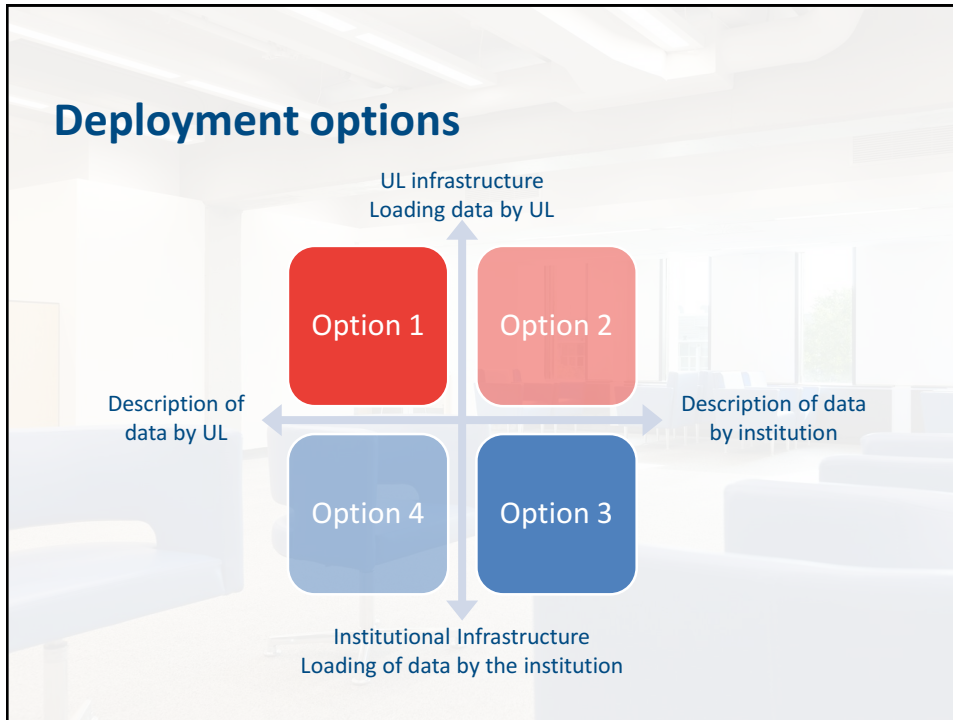 Deployment options
UL infrastructure
Loading data by UL
Option 1
Option 2
Description of
data by UL
Description of data
by institution
Option 4
Option 3
Institutional Infrastructure
Loading of data by the institution